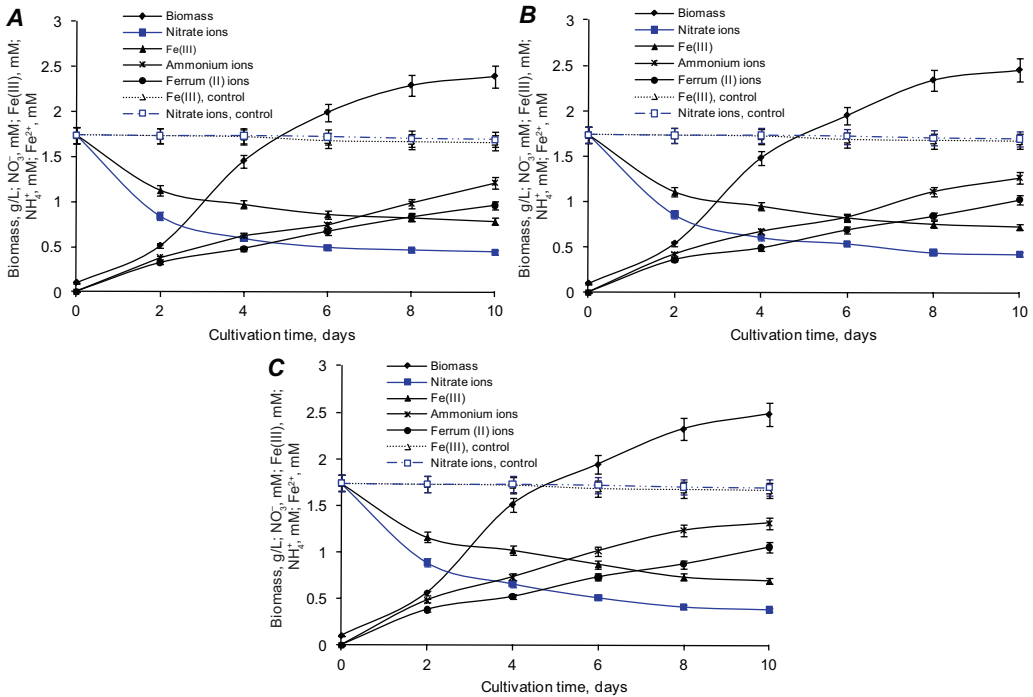 A
Biomass
Nitrate ions
Fe(III)
Ammonium ions
Ferrum (II) ions
Fe(III), control
Nitrate ions, control
3
2.5
2
1.5
1
0.5
0
Biomass, g/L; NO₃⁻, mM; Fe(III), mM;
NH₄⁺, mM; Fe²⁺, mM
0 2 4 6 8 10
Cultivation time, days
B
Biomass
Nitrate ions
Fe(III)
Ammonium ions
Ferrum (II) ions
Fe(III), control
Nitrate ions, control
3
2.5
2
1.5
1
0.5
0
Biomass, g/L; NO₃⁻, mM; Fe(III), mM;
NH₄⁺, mM; Fe²⁺, mM
0 2 4 6 8 10
Cultivation time, days
C
Biomass
Nitrate ions
Fe(III)
Ammonium ions
Ferrum (II) ions
Fe(III), control
Nitrate ions, control
3
2.5
2
1.5
1
0.5
0
Biomass, g/L; NO₃⁻, mM; Fe(III), mM;
NH₄⁺, mM; Fe²⁺, mM
0 2 4 6 8 10
Cultivation time, days